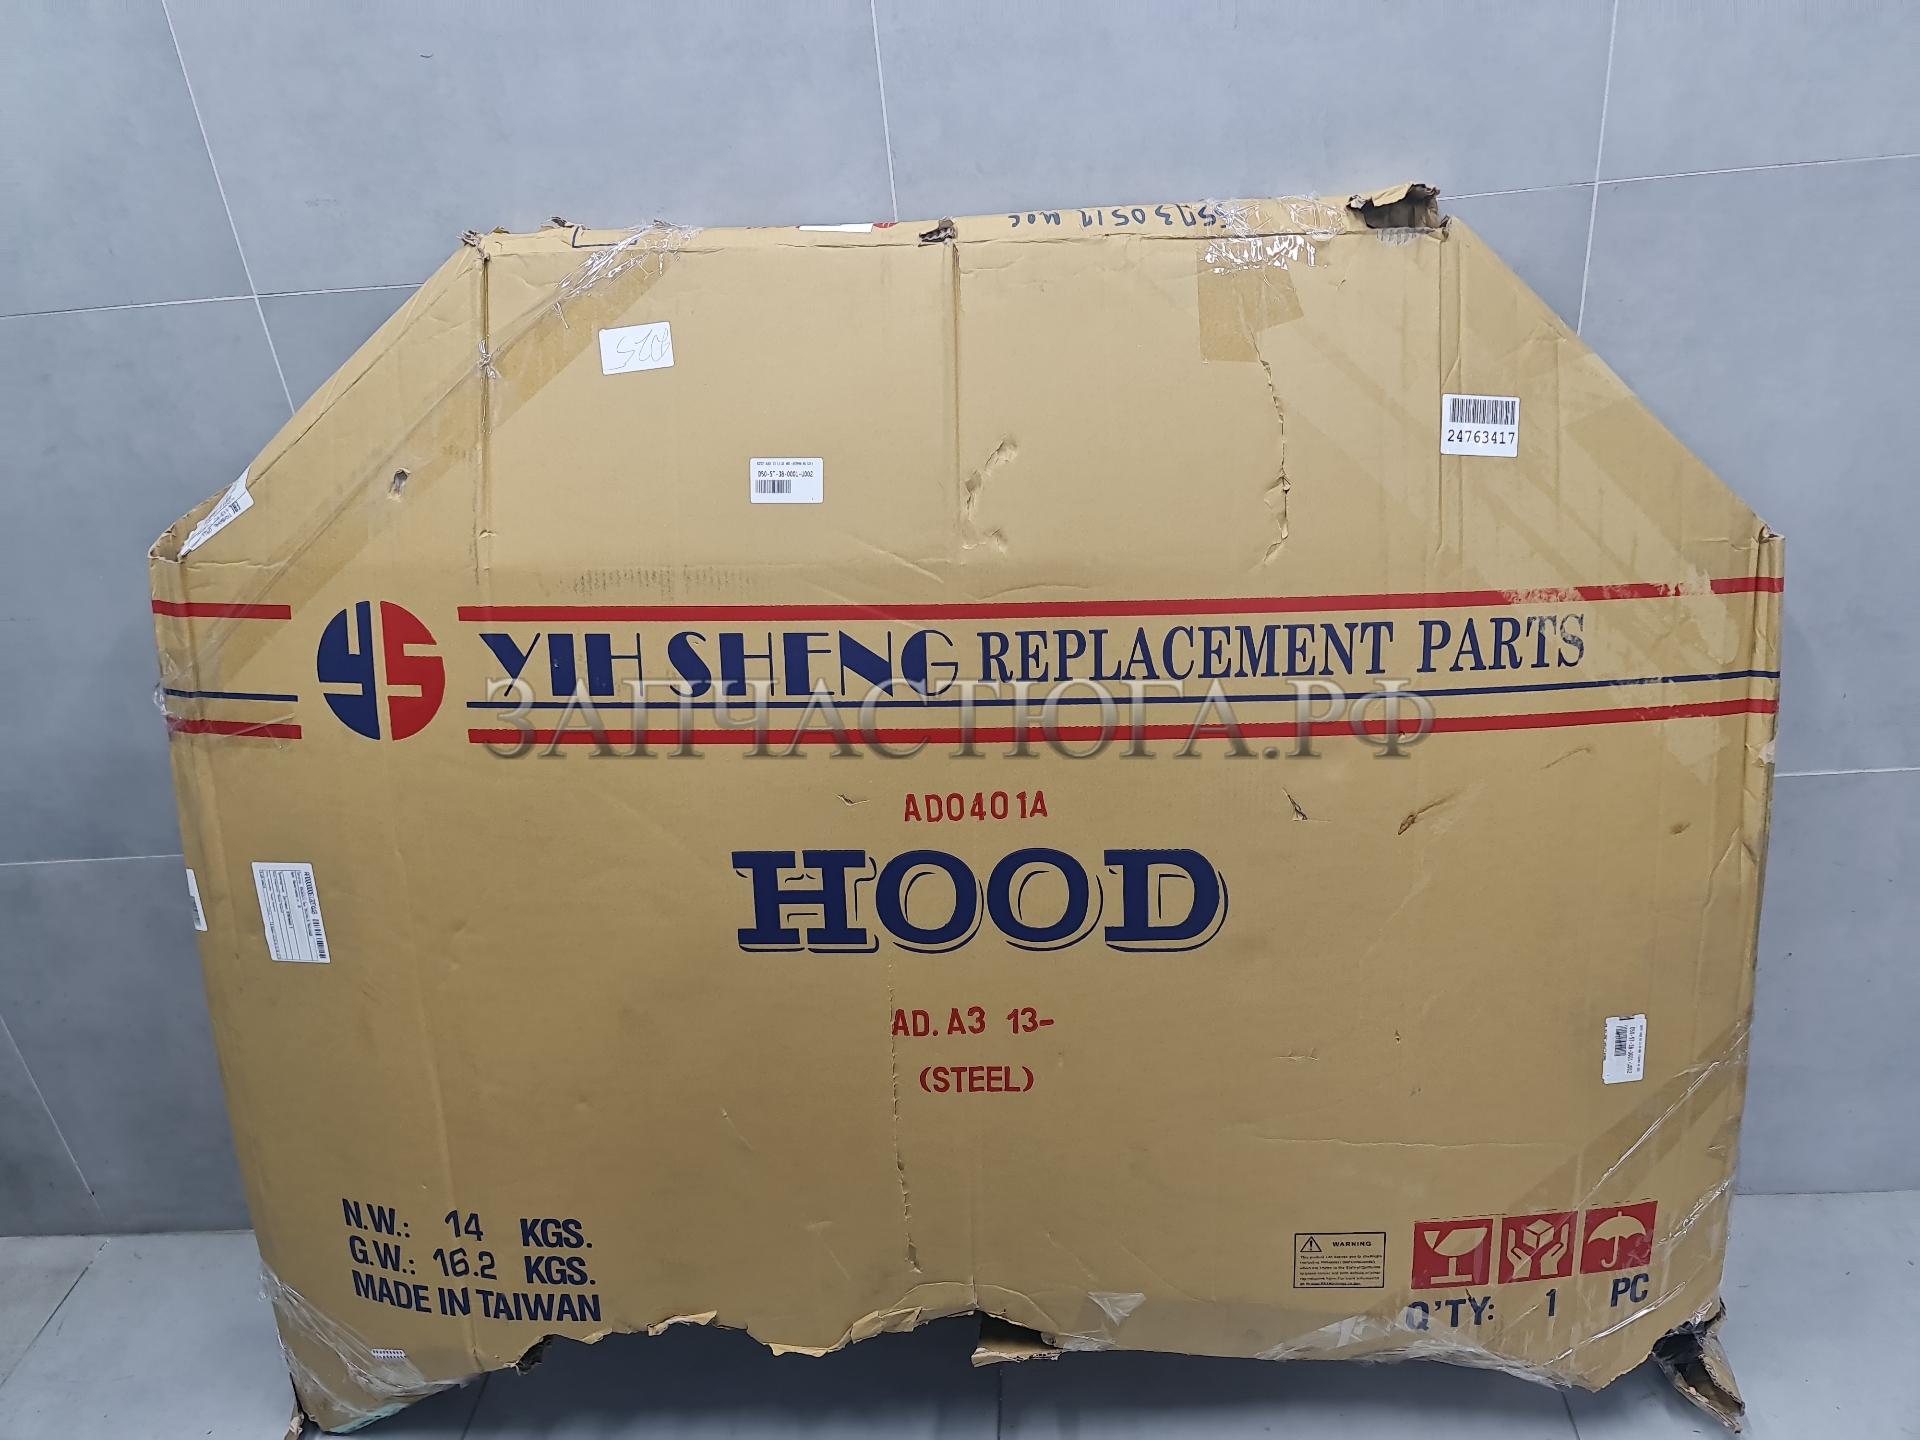 24763417
YS
YIH SHENG REPLACEMENT PARTS
ЗАПЧАСТЮГА.РФ
AD0401A
HOOD
AD. A3 13-
(STEEL)
N.W.: 14 KGS.
G.W.: 16.2 KGS.
MADE IN TAIWAN
WARNING
Q'TY: 1 PC